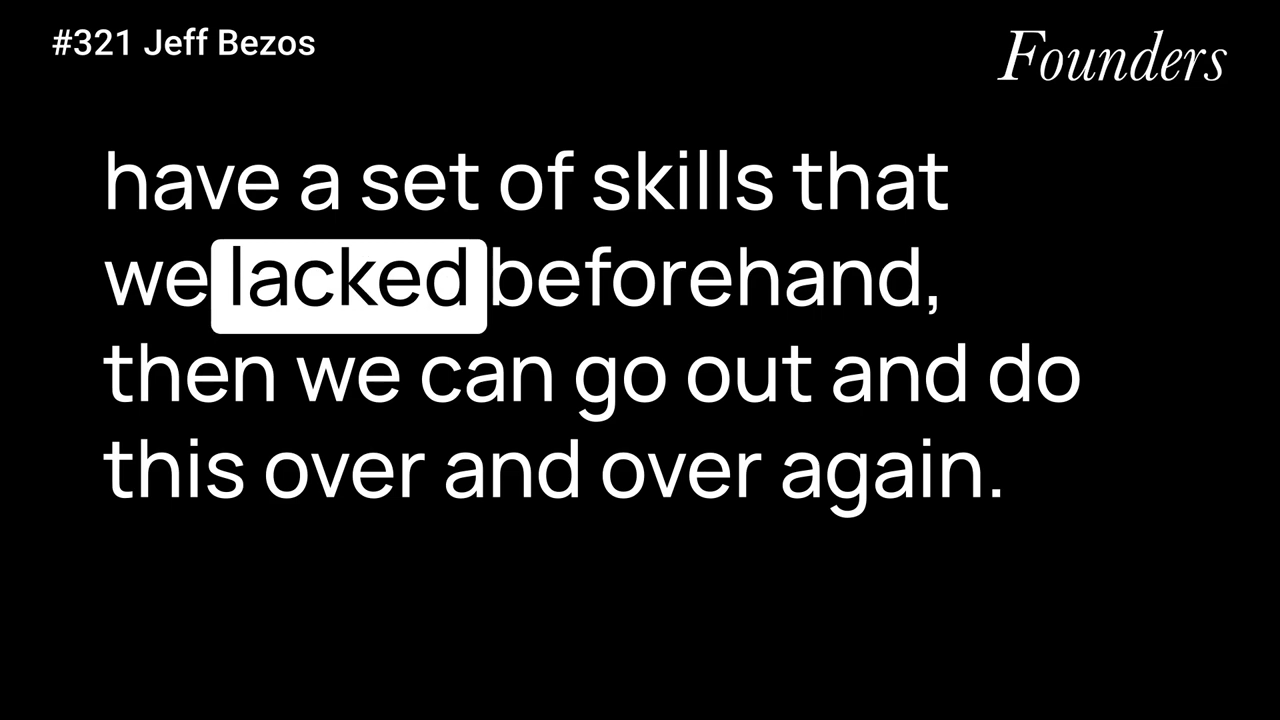 #321 Jeff Bezos
Founders
have a set of skills that
we lacked beforehand,
then we can go out and do
this over and over again.